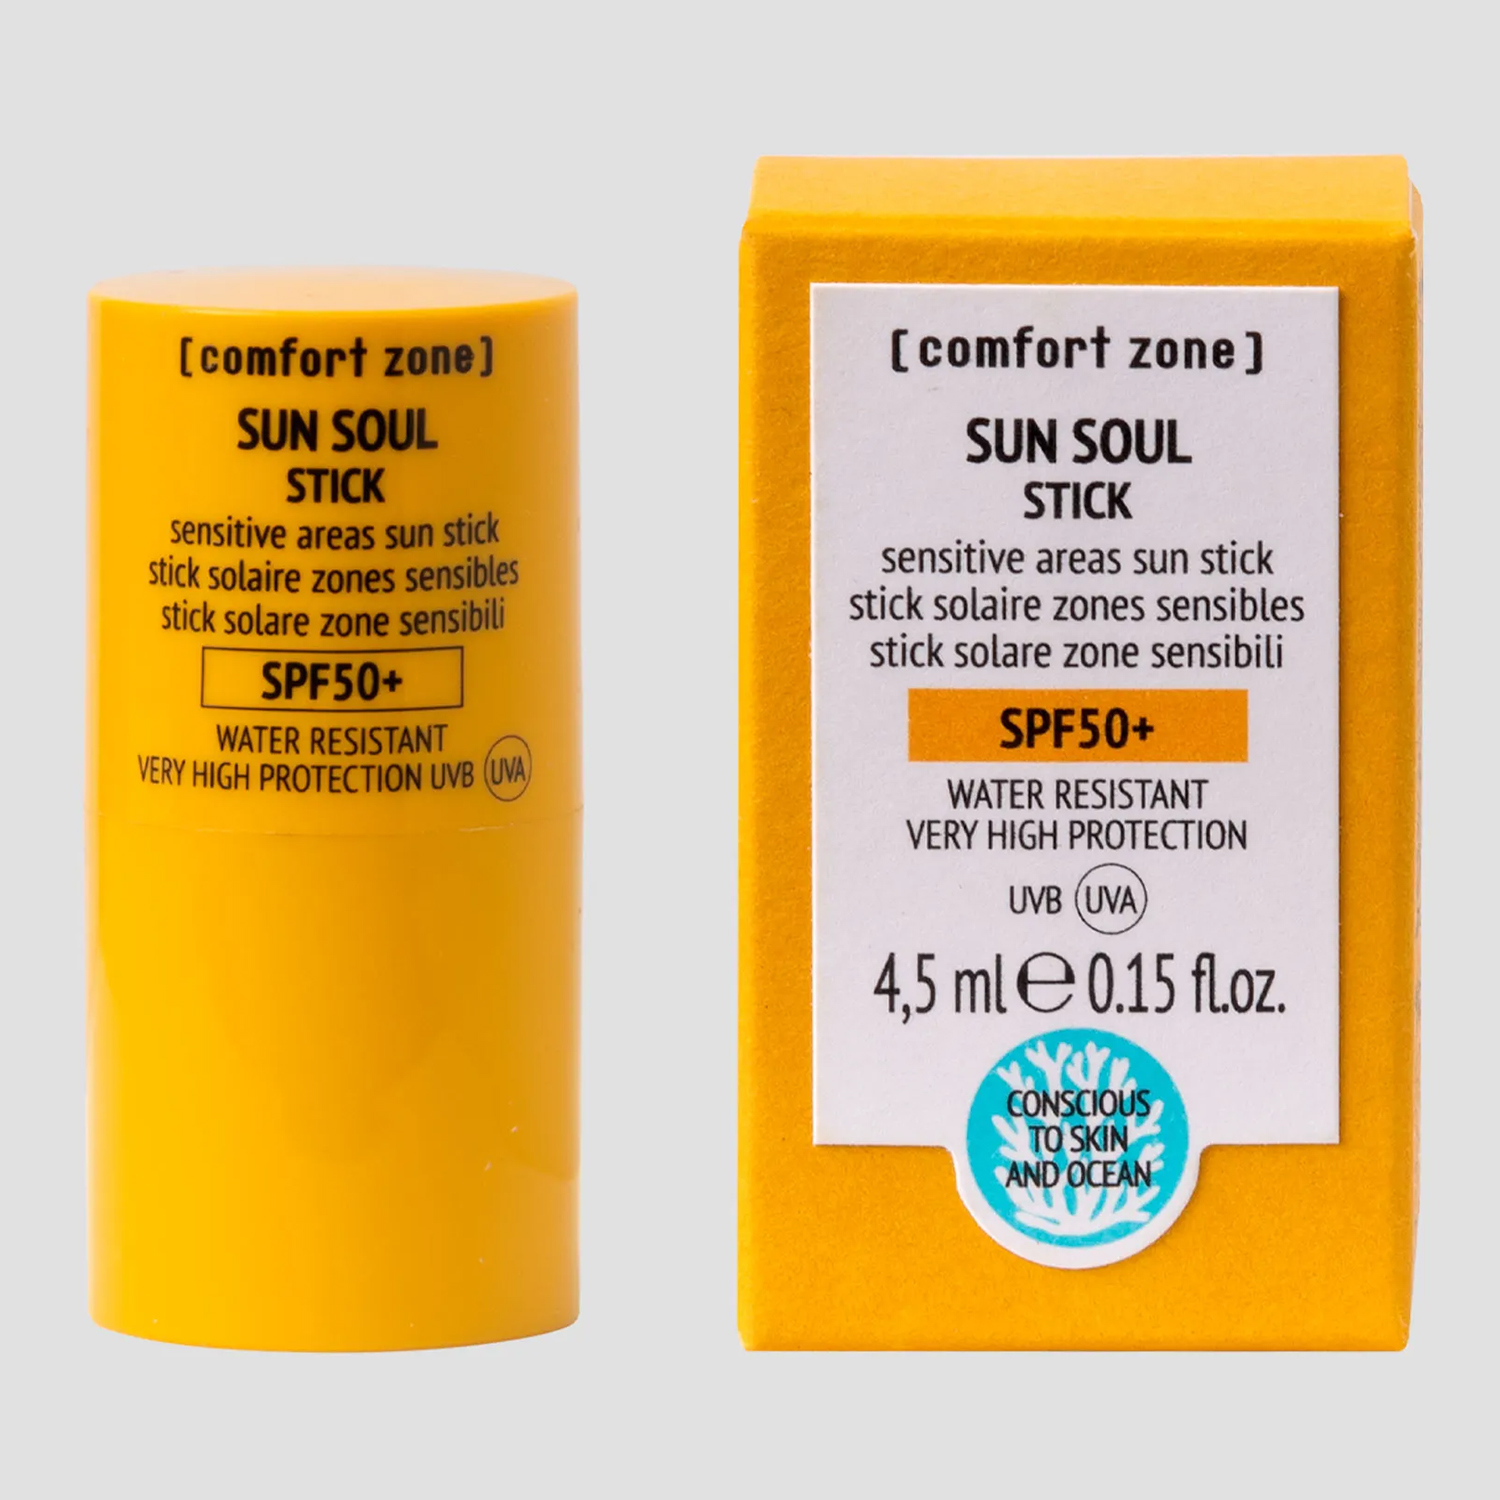 [ comfort zone ]
SUN SOUL
STICK
sensitive areas sun stick
stick solaire zones sensibles
stick solare zone sensibili
SPF50+
WATER RESISTANT
VERY HIGH PROTECTION UVB UVA
[ comfort zone ]
SUN SOUL
STICK
sensitive areas sun stick
stick solaire zones sensibles
stick solare zone sensibili
SPF50+
WATER RESISTANT
VERY HIGH PROTECTION
UVB UVA
4,5 ml ℮ 0.15 fl.oz.
CONSCIOUS
TO SKIN
AND OCEAN